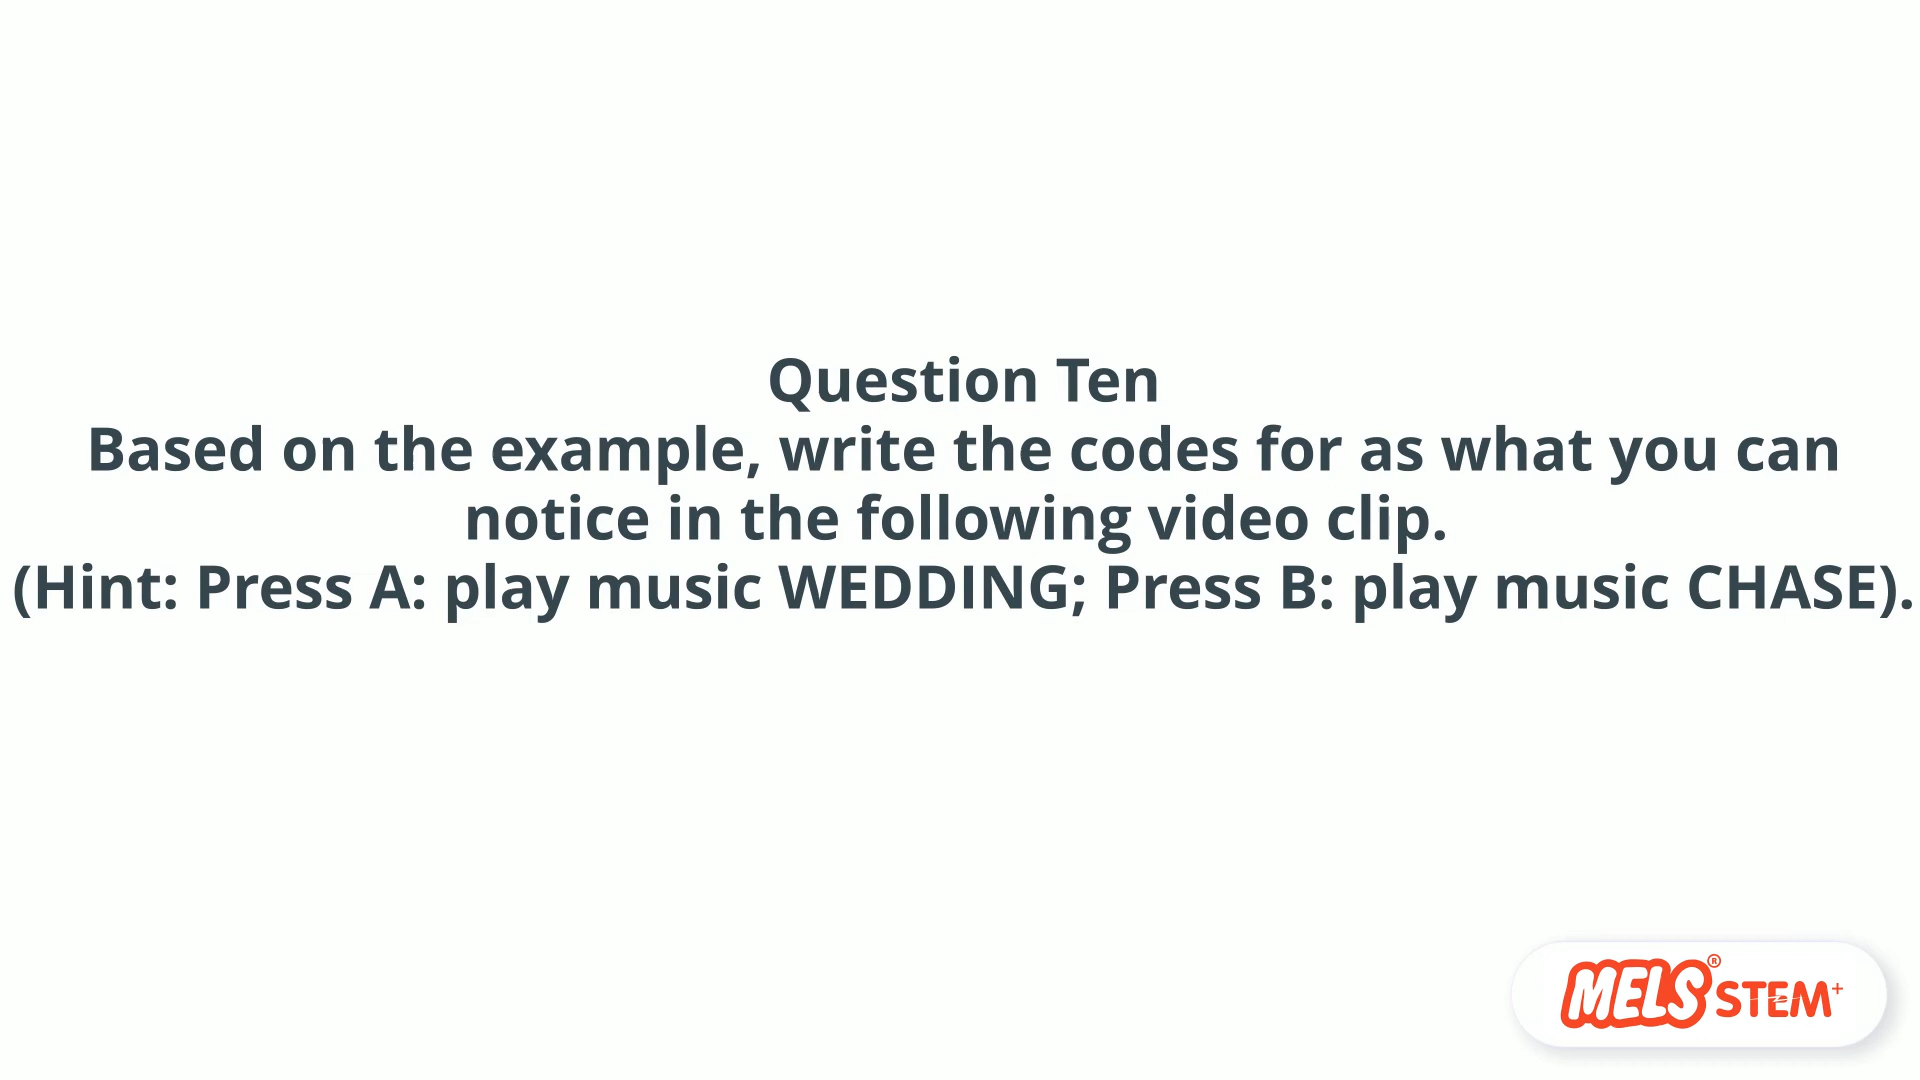 Question Ten
Based on the example, write the codes for as what you can
notice in the following video clip.
(Hint: Press A: play music WEDDING; Press B: play music CHASE).
MELS® STEM+